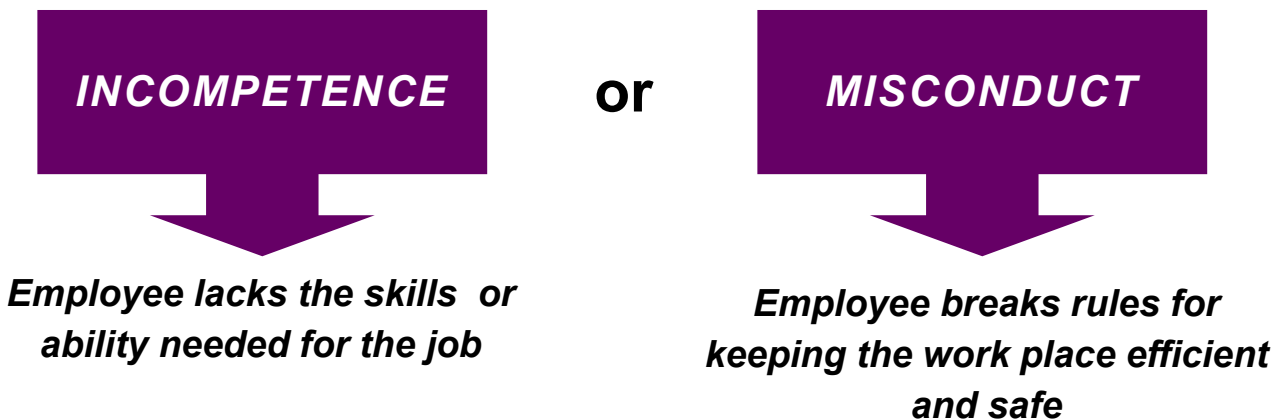 INCOMPETENCE
or
MISCONDUCT
Employee lacks the skills or
ability needed for the job
Employee breaks rules for
keeping the work place efficient
and safe